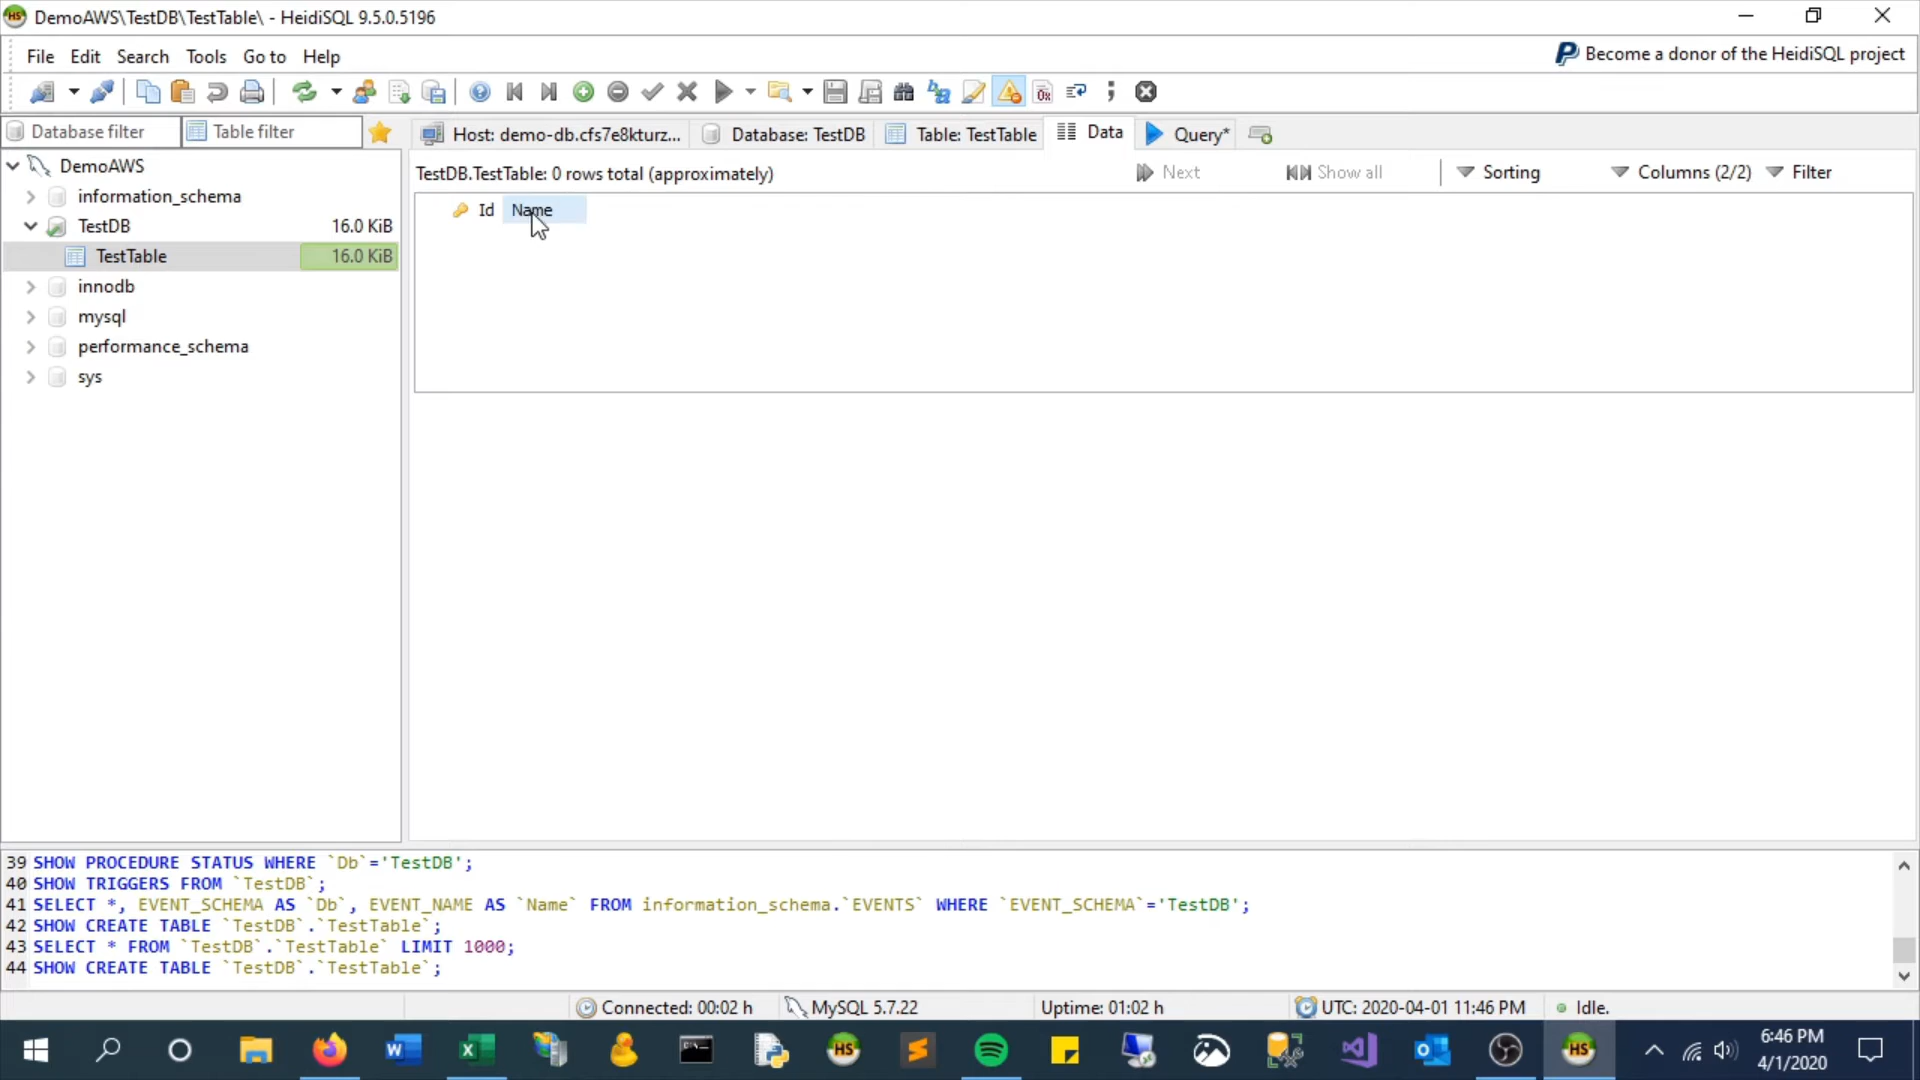 DemoAWS\TestDB\TestTable\ - HeidiSQL 9.5.0.5196
File Edit Search Tools Go to Help
Become a donor of the HeidiSQL project
Database filter Table filter
Host: demo-db.cfs7e8kturz... Database: TestDB Table: TestTable Data Query*
DemoAWS
information_schema
TestDB 16.0 KiB
TestTable 16.0 KiB
innodb
mysql
performance_schema
sys
TestDB.TestTable: 0 rows total (approximately)
Next Show all Sorting Columns (2/2) Filter
Id Name
39 SHOW PROCEDURE STATUS WHERE `Db`='TestDB';
40 SHOW TRIGGERS FROM `TestDB`;
41 SELECT *, EVENT_SCHEMA AS `Db`, EVENT_NAME AS `Name` FROM information_schema.`EVENTS` WHERE `EVENT_SCHEMA`='TestDB';
42 SHOW CREATE TABLE `TestDB`.`TestTable`;
43 SELECT * FROM `TestDB`.`TestTable` LIMIT 1000;
44 SHOW CREATE TABLE `TestDB`.`TestTable`;
Connected: 00:02 h MySQL 5.7.22 Uptime: 01:02 h UTC: 2020-04-01 11:46 PM Idle.
6:46 PM
4/1/2020